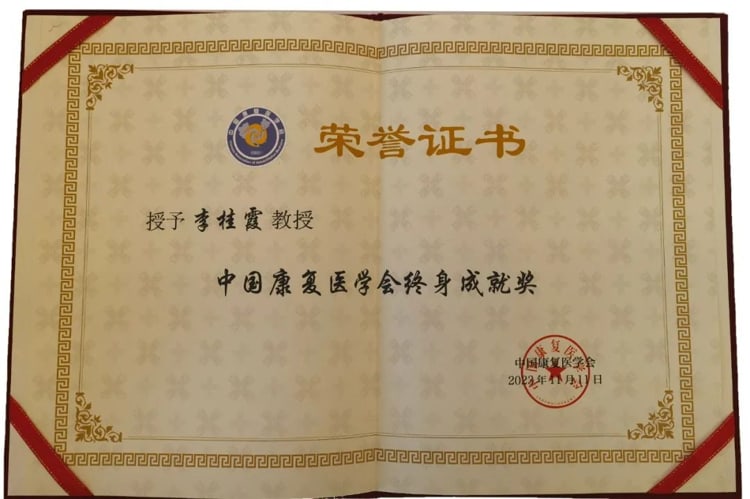 荣誉证书
授予 李桂霞 教授
中国康复医学会终身成就奖
中国康复医学会
2023年11月11日